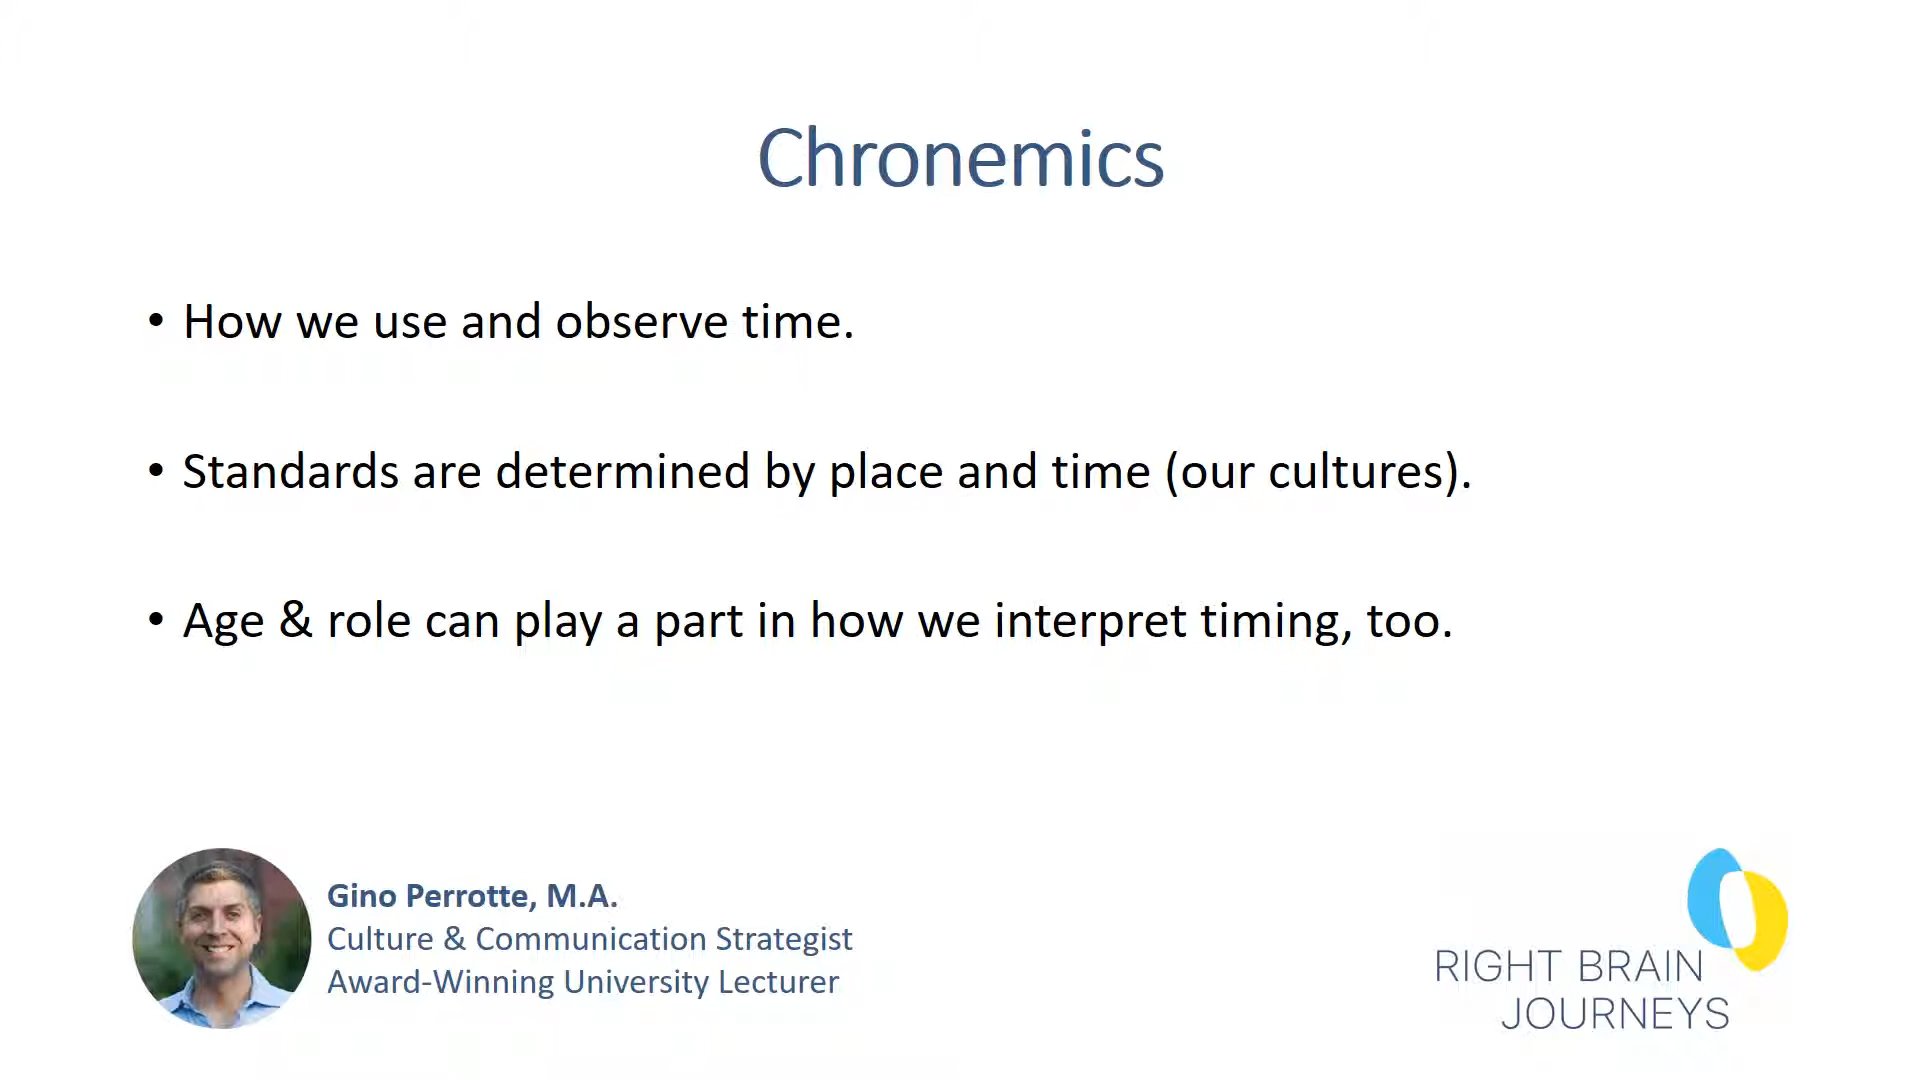 Chronemics
• How we use and observe time.
• Standards are determined by place and time (our cultures).
• Age & role can play a part in how we interpret timing, too.
Gino Perrotte, M.A.
Culture & Communication Strategist
Award-Winning University Lecturer
RIGHT BRAIN
JOURNEYS